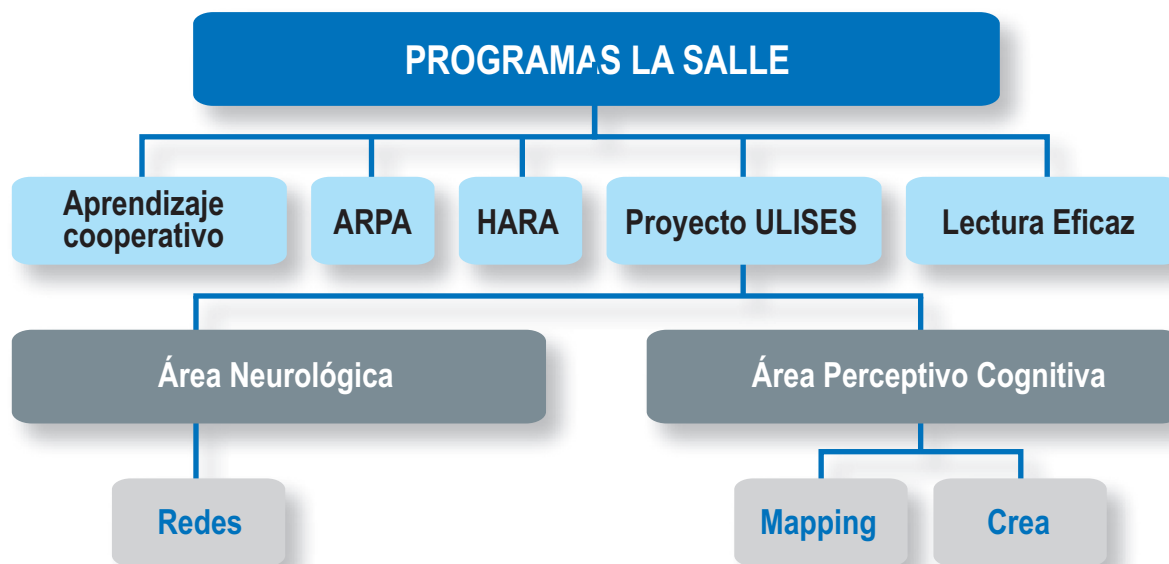 PROGRAMAS LA SALLE
Aprendizaje
cooperativo
ARPA
HARA
Proyecto ULISES
Lectura Eficaz
Área Neurológica
Área Perceptivo Cognitiva
Redes
Mapping
Crea